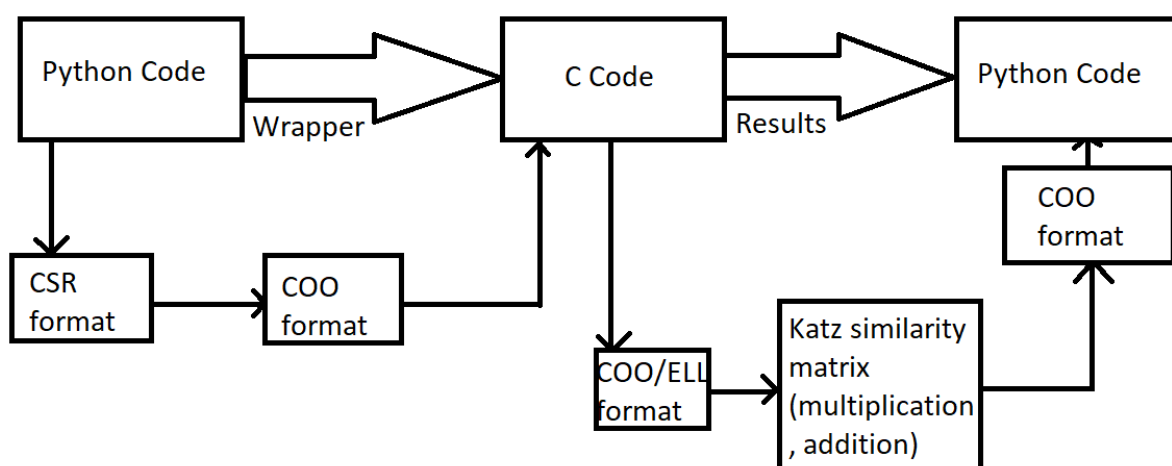 Python Code
Wrapper
C Code
Results
Python Code
CSR
format
COO
format
COO/ELL
format
Katz similarity
matrix
(multiplication
, addition)
COO
format